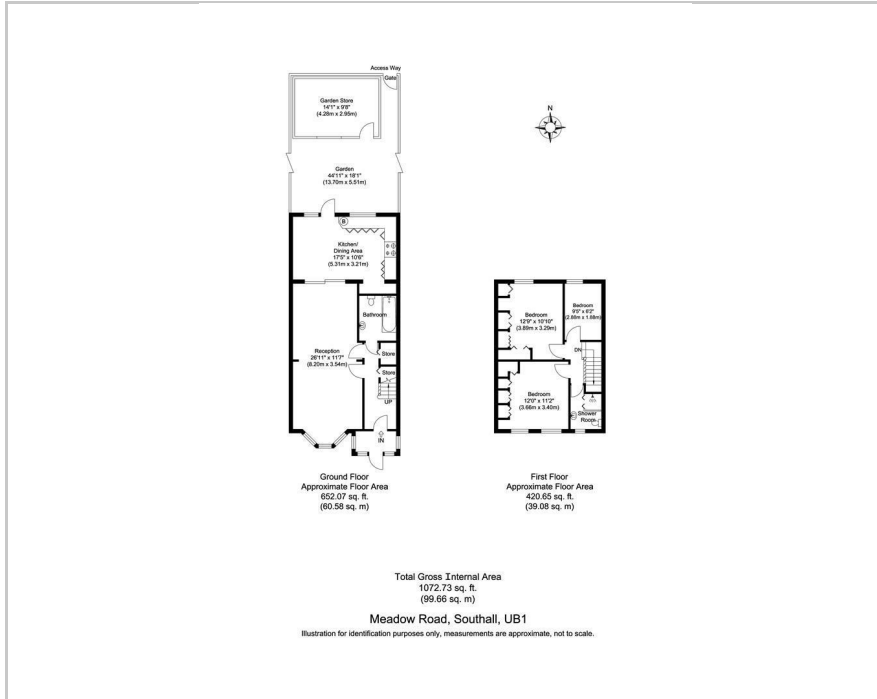 Access Way
Gate
Garden Store
14'1" x 9'8"
(4.28m x 2.95m)
N
Garden
44'11" x 18'1"
(13.70m x 5.51m)
B
Kitchen/
Dining Area
17'5" x 10'6"
(5.31m x 3.21m)
Bathroom
Reception
26'11" x 11'7"
(8.20m x 3.54m)
Store
Store
UP
IN
Bedroom
12'9" x 10'10"
(3.89m x 3.29m)
Bedroom
9'5" x 6'2"
(2.86m x 1.88m)
DN
Bedroom
12'0" x 11'2"
(3.66m x 3.40m)
Shower
Room
Ground Floor
Approximate Floor Area
652.07 sq. ft.
(60.58 sq. m)
First Floor
Approximate Floor Area
420.65 sq. ft.
(39.08 sq. m)
Total Gross Internal Area
1072.73 sq. ft.
(99.66 sq. m)
Meadow Road, Southall, UB1
Illustration for identification purposes only, measurements are approximate, not to scale.